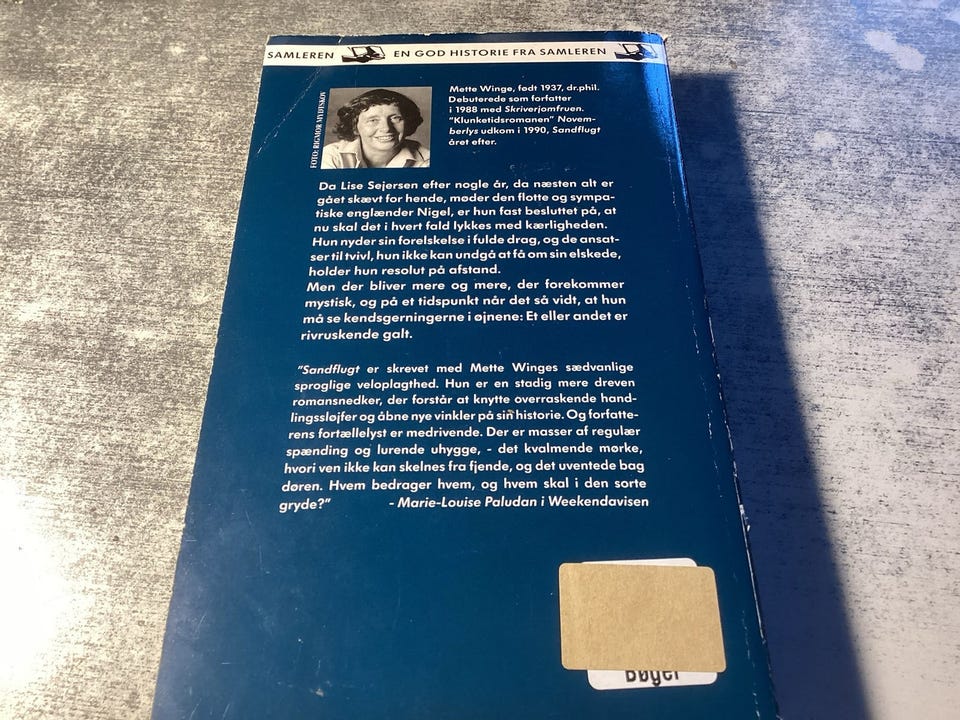 SAMLEREN EN GOD HISTORIE FRA SAMLEREN
FOTO: RIGMOR MYDTSKOV
Mette Winge, født 1937, dr.phil.
Debuterede som forfatter
i 1988 med Skriverjomfruen.
"Klunketidsromanen" Novem-
berlys udkom i 1990, Sandflugt
året efter.
Da Lise Sejersen efter nogle år, da næsten alt er
gået skævt for hende, møder den flotte og sympa-
tiske englænder Nigel, er hun fast besluttet på, at
nu skal det i hvert fald lykkes med kærligheden.
Hun nyder sin forelskelse i fulde drag, og de ansat-
ser til tvivl, hun ikke kan undgå at få om sin elskede,
holder hun resolut på afstand.
Men der bliver mere og mere, der forekommer
mystisk, og på et tidspunkt når det så vidt, at hun
må se kendsgerningerne i øjnene: Et eller andet er
rivruskende galt.
"Sandflugt er skrevet med Mette Winges sædvanlige
sproglige veloplagthed. Hun er en stadig mere dreven
romansnedker, der forstår at knytte overraskende hand-
lingssløjfer og åbne nye vinkler på sin historie. Og forfatte-
rens fortællelyst er medrivende. Der er masser af regulær
spænding og lurende uhygge, - det kvalmende mørke,
hvori ven ikke kan skelnes fra fjende, og det uventede bag
døren. Hvem bedrager hvem, og hvem skal i den sorte
gryde?" - Marie-Louise Paludan i Weekendavisen
Bøger